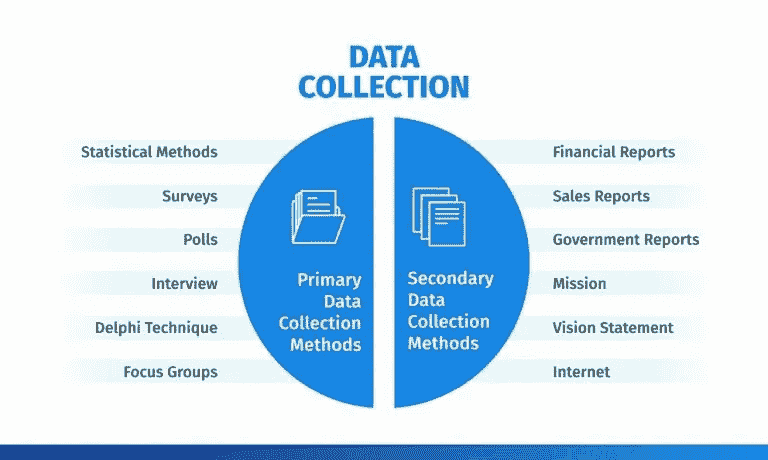 DATA
COLLECTION
Statistical Methods
Surveys
Polls
Interview
Delphi Technique
Focus Groups
Primary
Data
Collection
Methods
Secondary
Data
Collection
Methods
Financial Reports
Sales Reports
Government Reports
Mission
Vision Statement
Internet